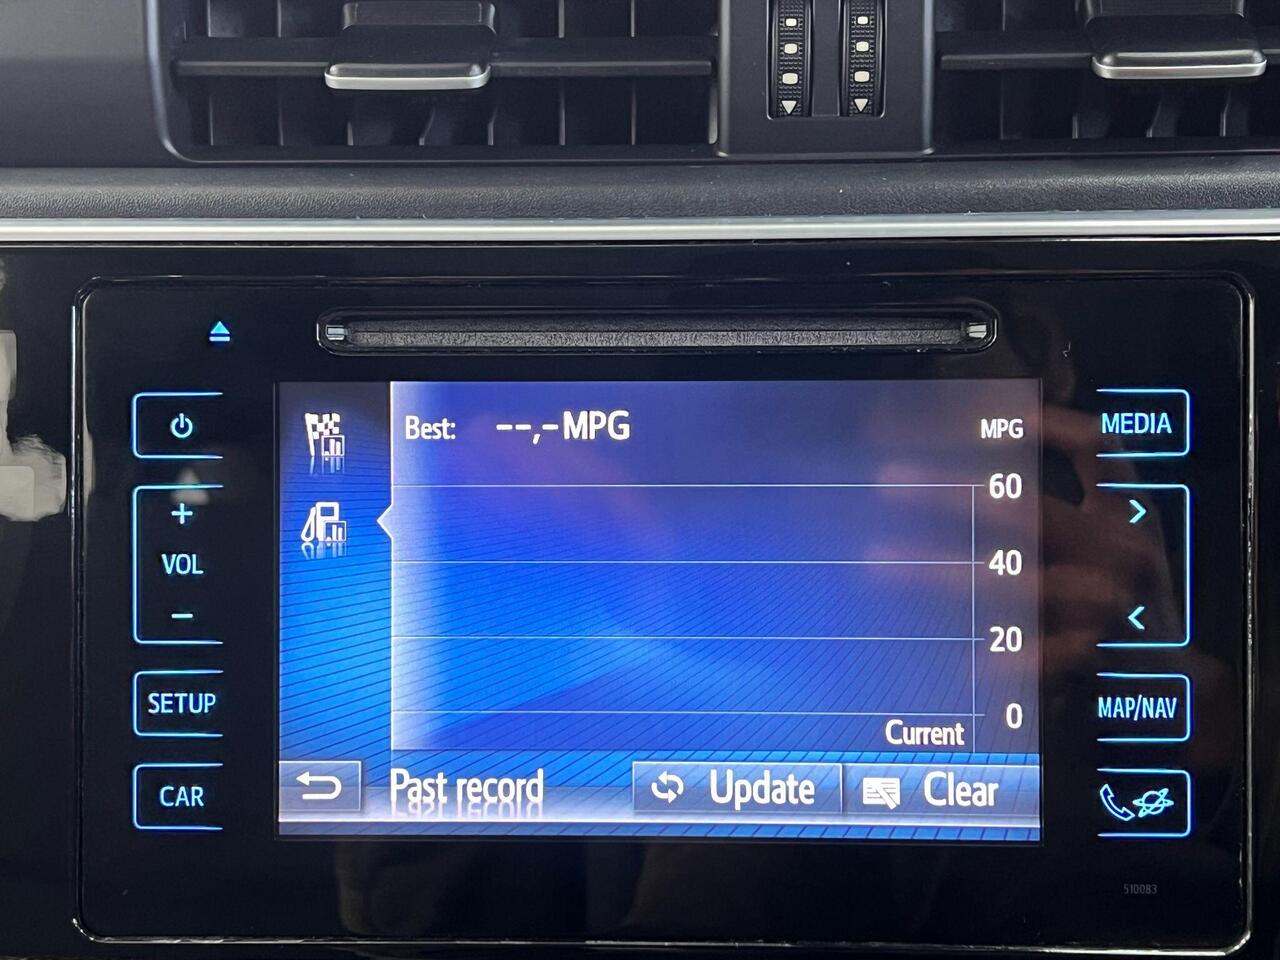 Best: --,-MPG
MPG
60
40
20
0
Current
Past record
Update
Clear
+
VOL
-
SETUP
CAR
MEDIA
>
<
MAP/NAV
510083